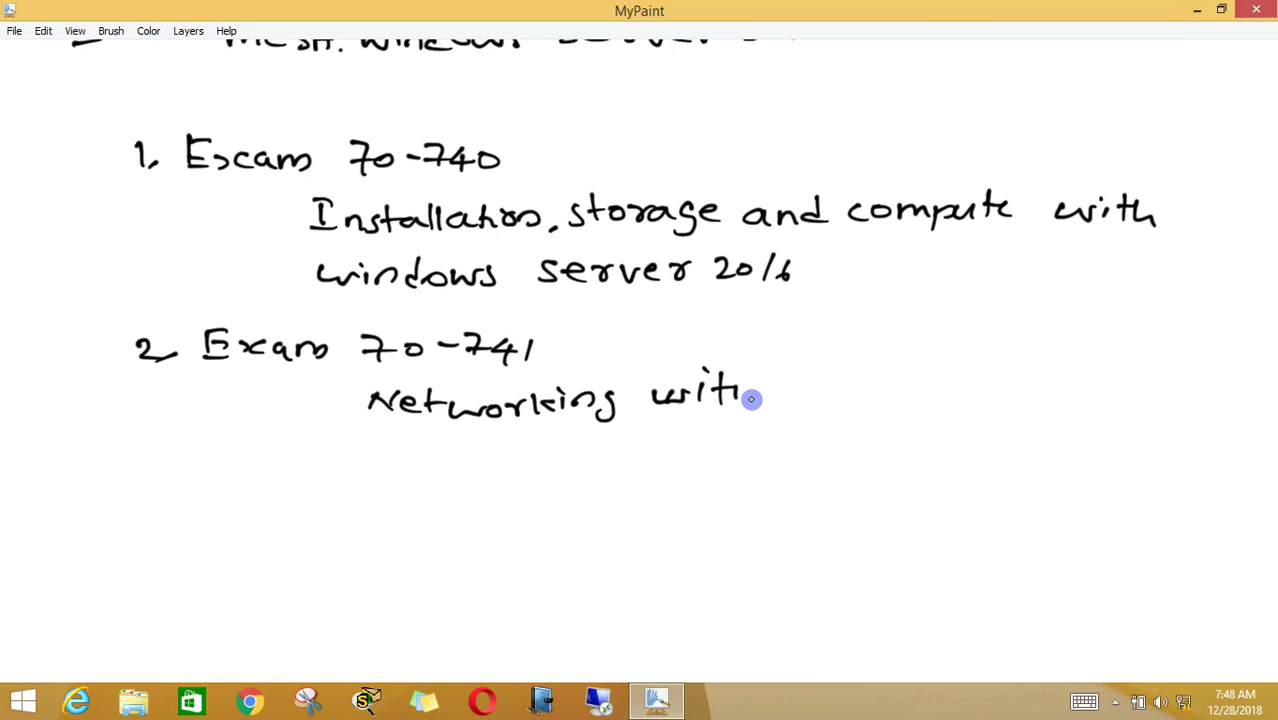 MyPaint
File Edit View Brush Color Layers Help
1. Exam 70-740
Installation, storage and compute with
windows server 2016
2. Exam 70-741
Networking wit
7:48 AM
12/28/2018